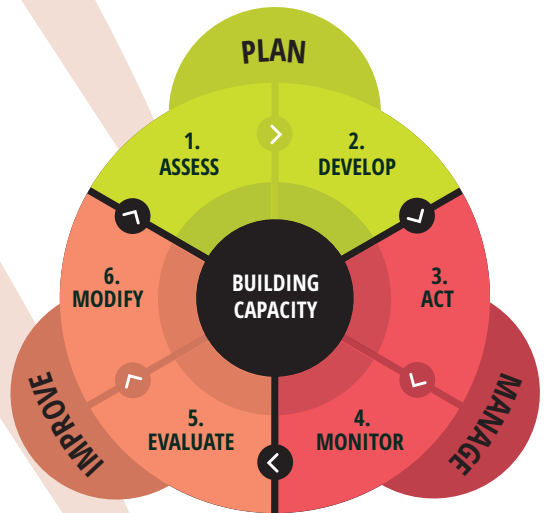 PLAN
1.
ASSESS
2.
DEVELOP
3.
ACT
4.
MONITOR
5.
EVALUATE
6.
MODIFY
BUILDING
CAPACITY
MANAGE
IMPROVE